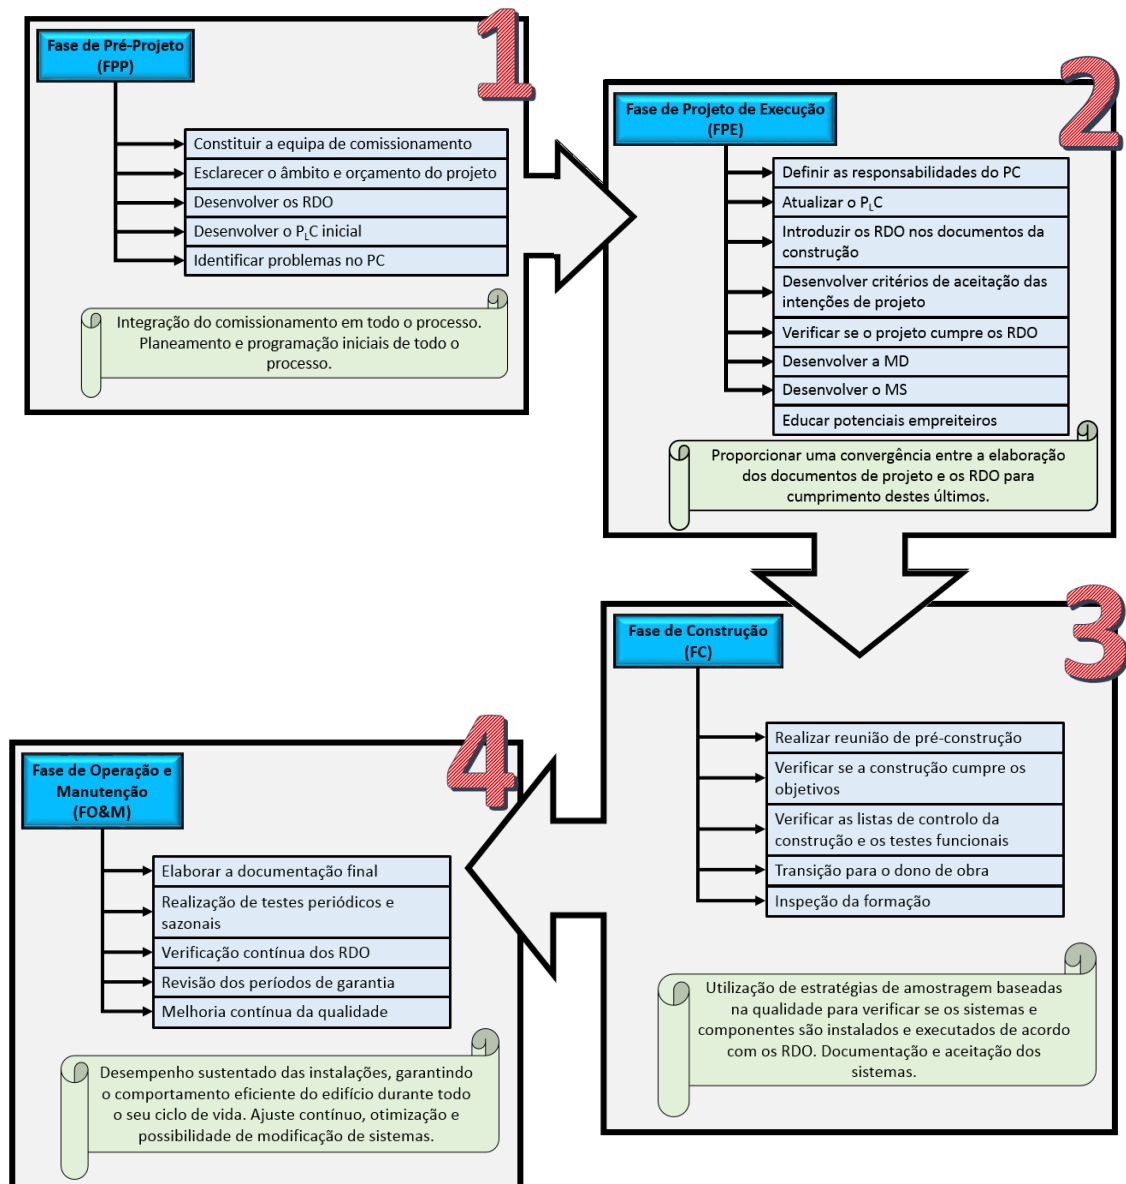 1
Fase de Pré-Projeto
(FPP)
Constituir a equipa de comissionamento
Esclarecer o âmbito e orçamento do projeto
Desenvolver os RDO
Desenvolver o PLC inicial
Identificar problemas no PC
Integração do comissionamento em todo o processo.
Planeamento e programação iniciais de todo o
processo.
2
Fase de Projeto de Execução
(FPE)
Definir as responsabilidades do PC
Atualizar o PLC
Introduzir os RDO nos documentos da
construção
Desenvolver critérios de aceitação das
intenções de projeto
Verificar se o projeto cumpre os RDO
Desenvolver a MD
Desenvolver o MS
Educar potenciais empreiteiros
Proporcionar uma convergência entre a elaboração
dos documentos de projeto e os RDO para
cumprimento destes últimos.
3
Fase de Construção
(FC)
Realizar reunião de pré-construção
Verificar se a construção cumpre os
objetivos
Verificar as listas de controlo da
construção e os testes funcionais
Transição para o dono de obra
Inspeção da formação
Utilização de estratégias de amostragem baseadas
na qualidade para verificar se os sistemas e
componentes são instalados e executados de acordo
com os RDO. Documentação e aceitação dos
sistemas.
4
Fase de Operação e
Manutenção
(FO&M)
Elaborar a documentação final
Realização de testes periódicos e
sazonais
Verificação contínua dos RDO
Revisão dos períodos de garantia
Melhoria contínua da qualidade
Desempenho sustentado das instalações, garantindo
o comportamento eficiente do edifício durante todo
o seu ciclo de vida. Ajuste contínuo, otimização e
possibilidade de modificação de sistemas.